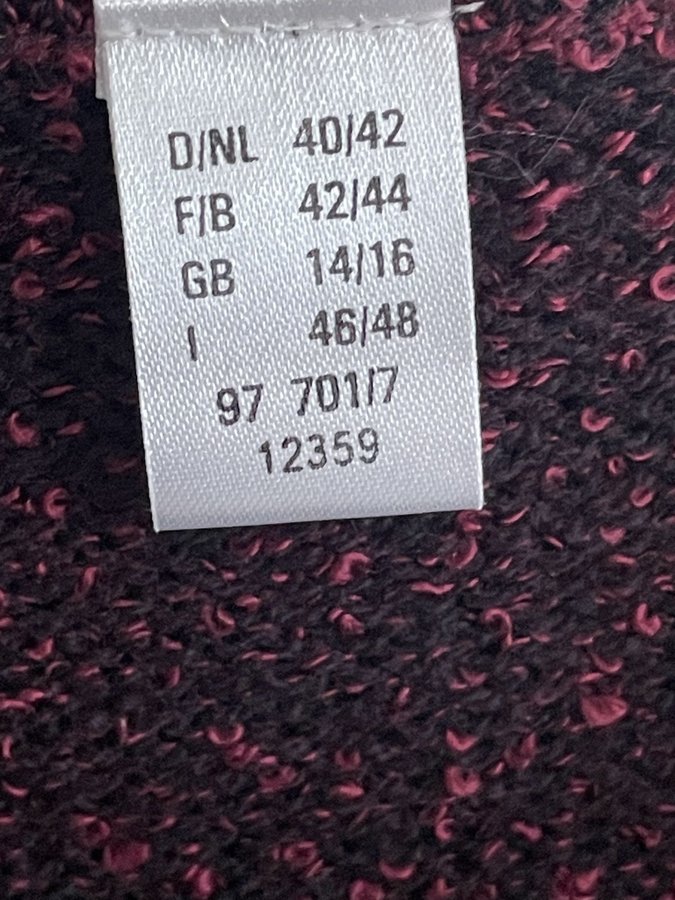 D/NL 40/42
F/B 42/44
GB 14/16
I 46/48
97 701/7
12359